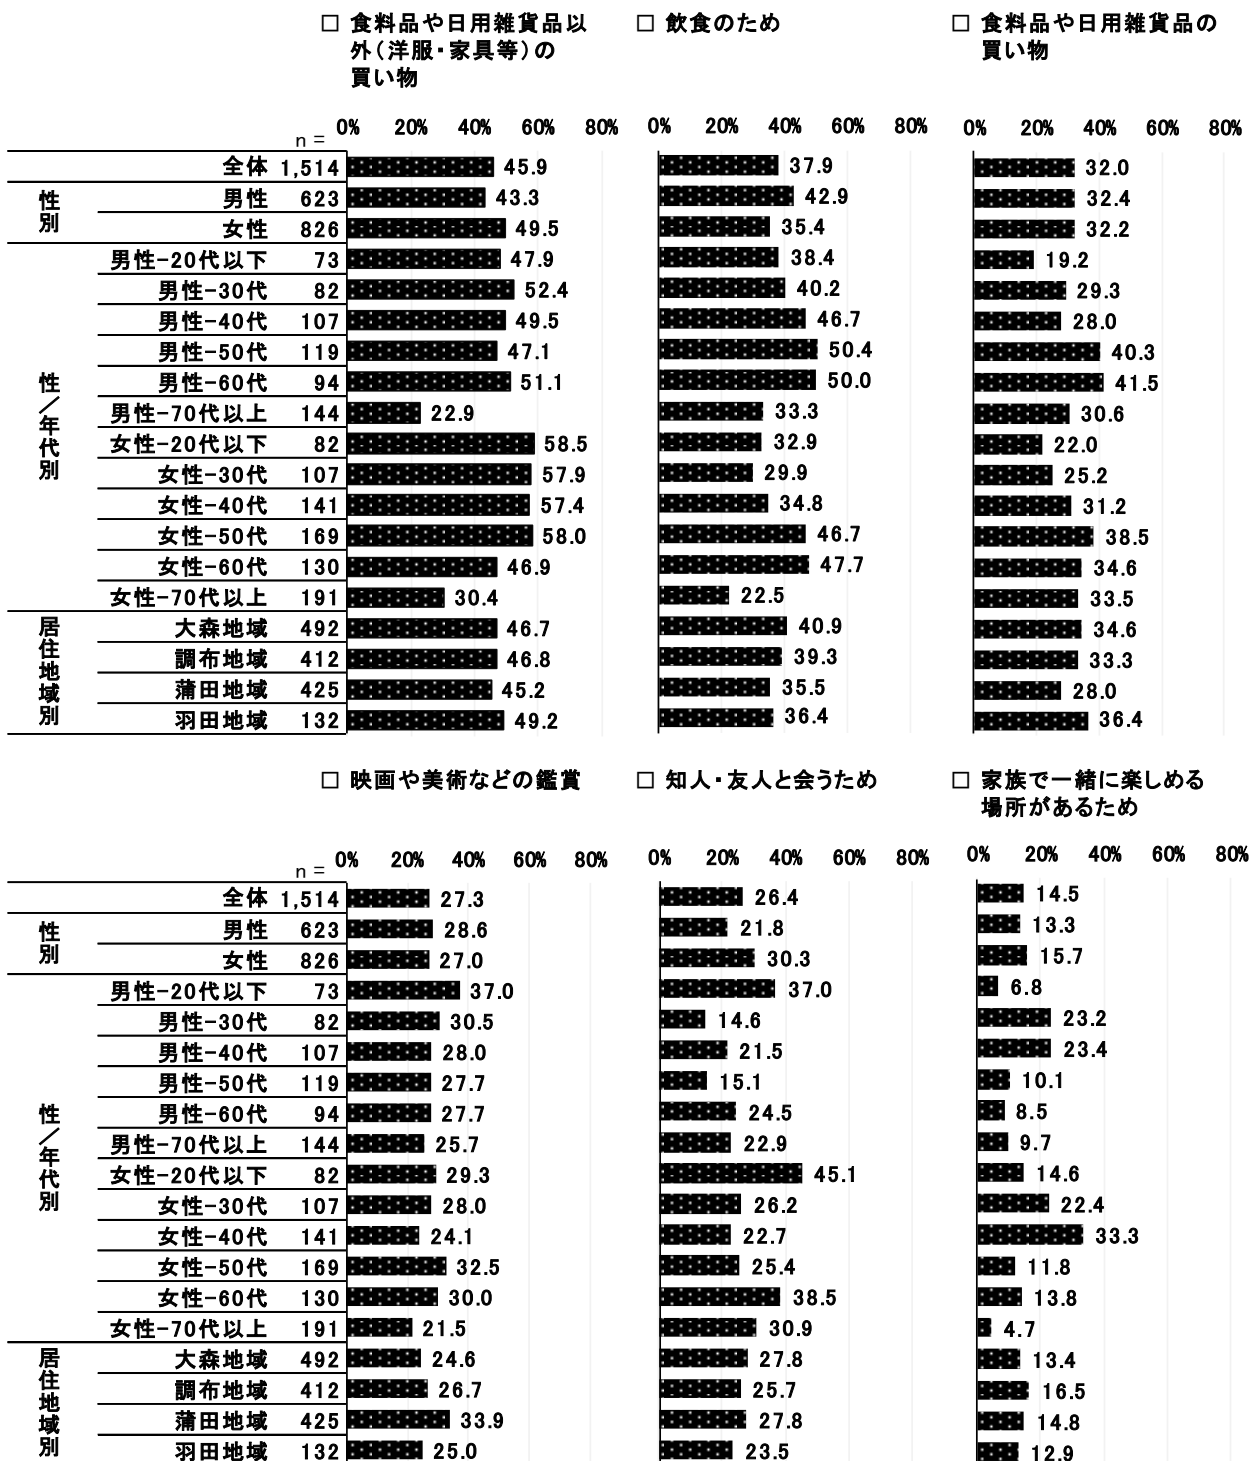 □ 食料品や日用雑貨品以
外（洋服・家具等）の
買い物
□ 飲食のため
□ 食料品や日用雑貨品の
買い物
n = 0% 20% 40% 60% 80% 0% 20% 40% 60% 80% 0% 20% 40% 60% 80%
全体 1,514 45.9 37.9 32.0
性別
男性 623 43.3 42.9 32.4
女性 826 49.5 35.4 32.2
性／年代別
男性-20代以下 73 47.9 38.4 19.2
男性-30代 82 52.4 40.2 29.3
男性-40代 107 49.5 46.7 28.0
男性-50代 119 47.1 50.4 40.3
男性-60代 94 51.1 50.0 41.5
男性-70代以上 144 22.9 33.3 30.6
女性-20代以下 82 58.5 32.9 22.0
女性-30代 107 57.9 29.9 25.2
女性-40代 141 57.4 34.8 31.2
女性-50代 169 58.0 46.7 38.5
女性-60代 130 46.9 47.7 34.6
女性-70代以上 191 30.4 22.5 33.5
居住地域別
大森地域 492 46.7 40.9 34.6
調布地域 412 46.8 39.3 33.3
蒲田地域 425 45.2 35.5 28.0
羽田地域 132 49.2 36.4 36.4
□ 映画や美術などの鑑賞
□ 知人・友人と会うため
□ 家族で一緒に楽しめる
場所があるため
n = 0% 20% 40% 60% 80% 0% 20% 40% 60% 80% 0% 20% 40% 60% 80%
全体 1,514 27.3 26.4 14.5
性別
男性 623 28.6 21.8 13.3
女性 826 27.0 30.3 15.7
性／年代別
男性-20代以下 73 37.0 37.0 6.8
男性-30代 82 30.5 14.6 23.2
男性-40代 107 28.0 21.5 23.4
男性-50代 119 27.7 15.1 10.1
男性-60代 94 27.7 24.5 8.5
男性-70代以上 144 25.7 22.9 9.7
女性-20代以下 82 29.3 45.1 14.6
女性-30代 107 28.0 26.2 22.4
女性-40代 141 24.1 22.7 33.3
女性-50代 169 32.5 25.4 11.8
女性-60代 130 30.0 38.5 13.8
女性-70代以上 191 21.5 30.9 4.7
居住地域別
大森地域 492 24.6 27.8 13.4
調布地域 412 26.7 25.7 16.5
蒲田地域 425 33.9 27.8 14.8
羽田地域 132 25.0 23.5 12.9